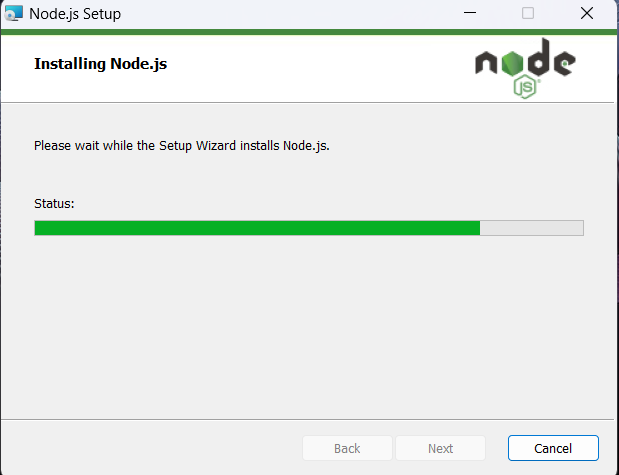 Node.js Setup
Installing Node.js
node
JS
Please wait while the Setup Wizard installs Node.js.
Status:
Back
Next
Cancel